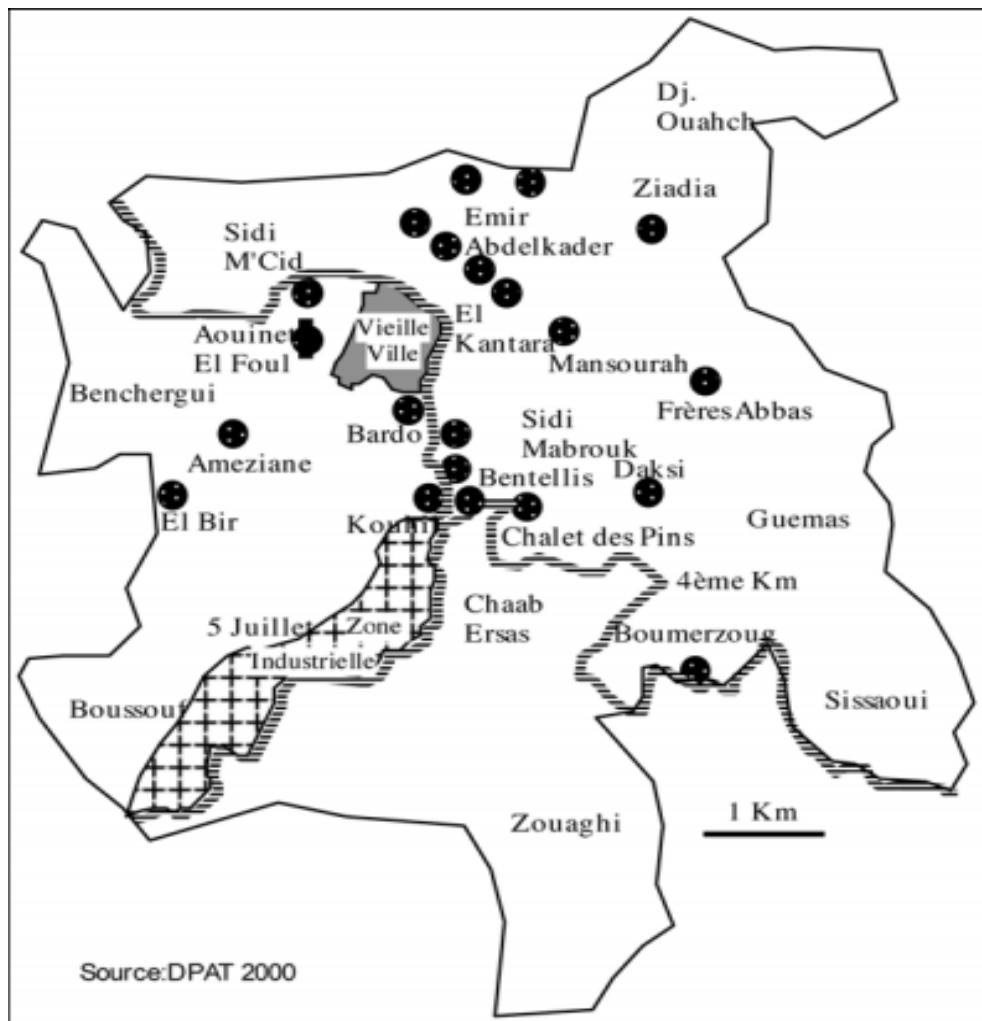 Dj.
Ouahch
Ziadia
Emir
Abdelkader
Sidi
M'Cid
El
Kantara
Vieille
Ville
Aouinet
El Foul
Mansourah
Benchergui
Frères Abbas
Bardo
Sidi
Mabrouk
Ameziane
Daksi
Bentellis
El Bir
Guemas
Chalet des Pins
4ème Km
Chaab
Ersas
5 Juillet
Zone
Industrielle
Boumerzoug
Boussouf
Sissaoui
Zouaghi
1 Km
Source:DPAT 2000